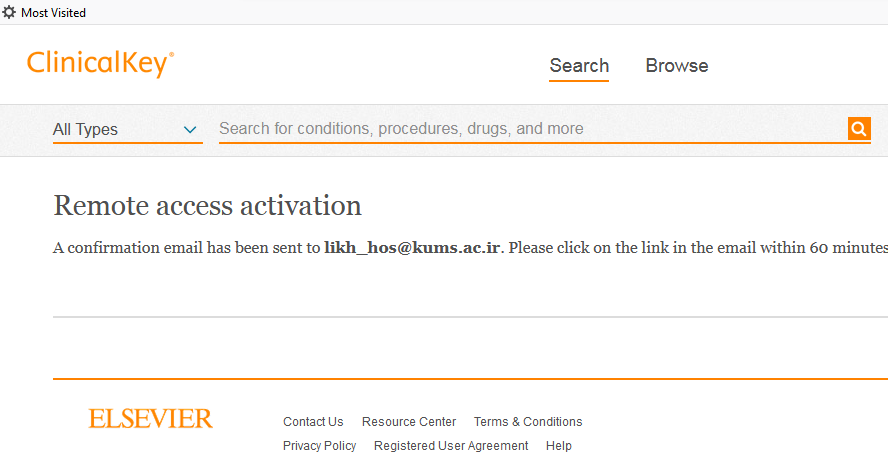 Most Visited
ClinicalKey®
Search Browse
All Types Search for conditions, procedures, drugs, and more
Remote access activation
A confirmation email has been sent to likh_hos@kums.ac.ir. Please click on the link in the email within 60 minutes
ELSEVIER
Contact Us Resource Center Terms & Conditions
Privacy Policy Registered User Agreement Help